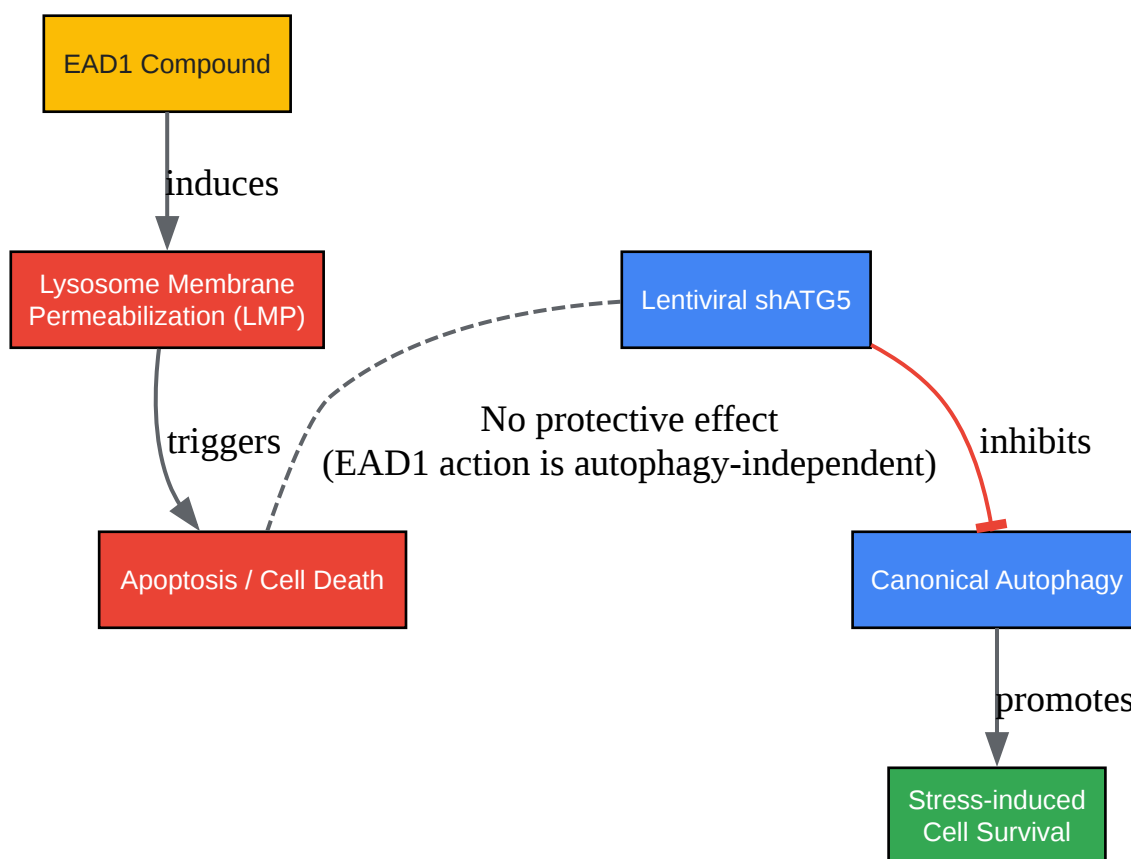 EAD1 Compound
induces
Lysosome Membrane
Permeabilization (LMP)
Lentiviral shATG5
triggers
No protective effect
(EAD1 action is autophagy-independent)
inhibits
Apoptosis / Cell Death
Canonical Autophagy
promotes
Stress-induced
Cell Survival